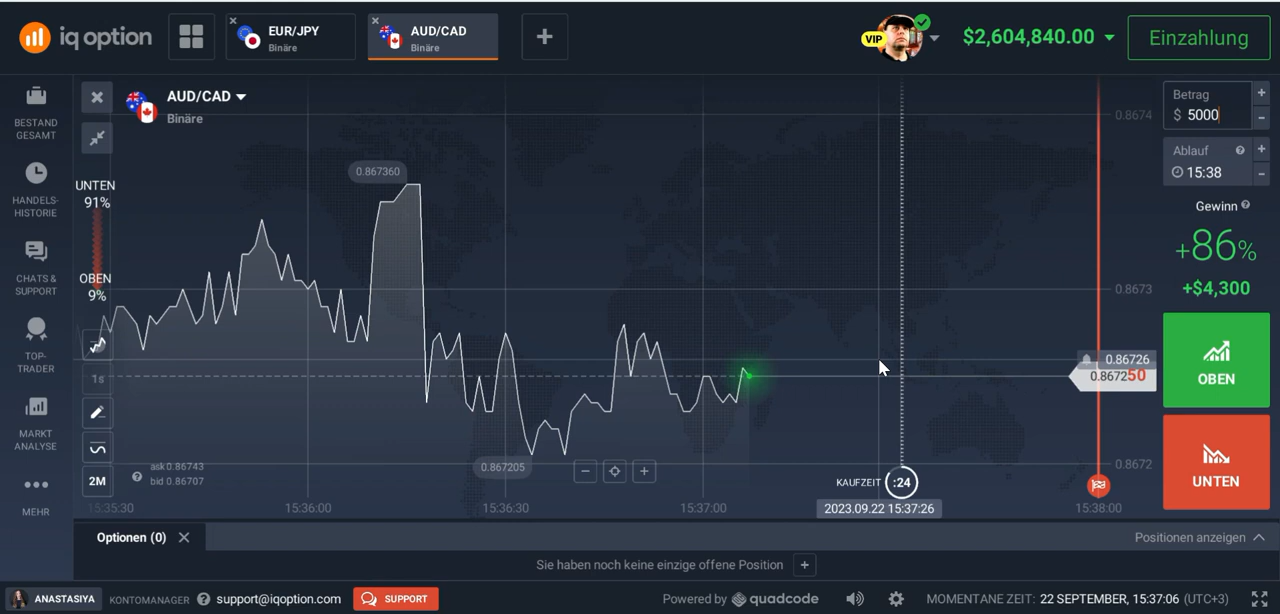 iq option
EUR/JPY
Binäre
AUD/CAD
Binäre
VIP
$2,604,840.00
Einzahlung
BESTAND
GESAMT
HANDELS-
HISTORIE
CHATS &
SUPPORT
TOP-
TRADER
MARKT
ANALYSE
MEHR
AUD/CAD
Binäre
UNTEN
91%
OBEN
9%
1s
2M
0.867360
0.867205
ask 0.86743
bid 0.86707
KAUFZEIT :24
2023.09.22 15:37:26
15:35:30
15:36:00
15:36:30
15:37:00
15:38:00
0.8674
0.8673
0.86726
0.867250
0.8672
Betrag
$ 5000
Ablauf
15:38
Gewinn
+86%
+$4,300
OBEN
UNTEN
Optionen (0)
Positionen anzeigen
Sie haben noch keine einzige offene Position
ANASTASIYA
KONTOMANAGER
support@iqoption.com
SUPPORT
Powered by quadcode
MOMENTANE ZEIT: 22 SEPTEMBER, 15:37:06 (UTC+3)